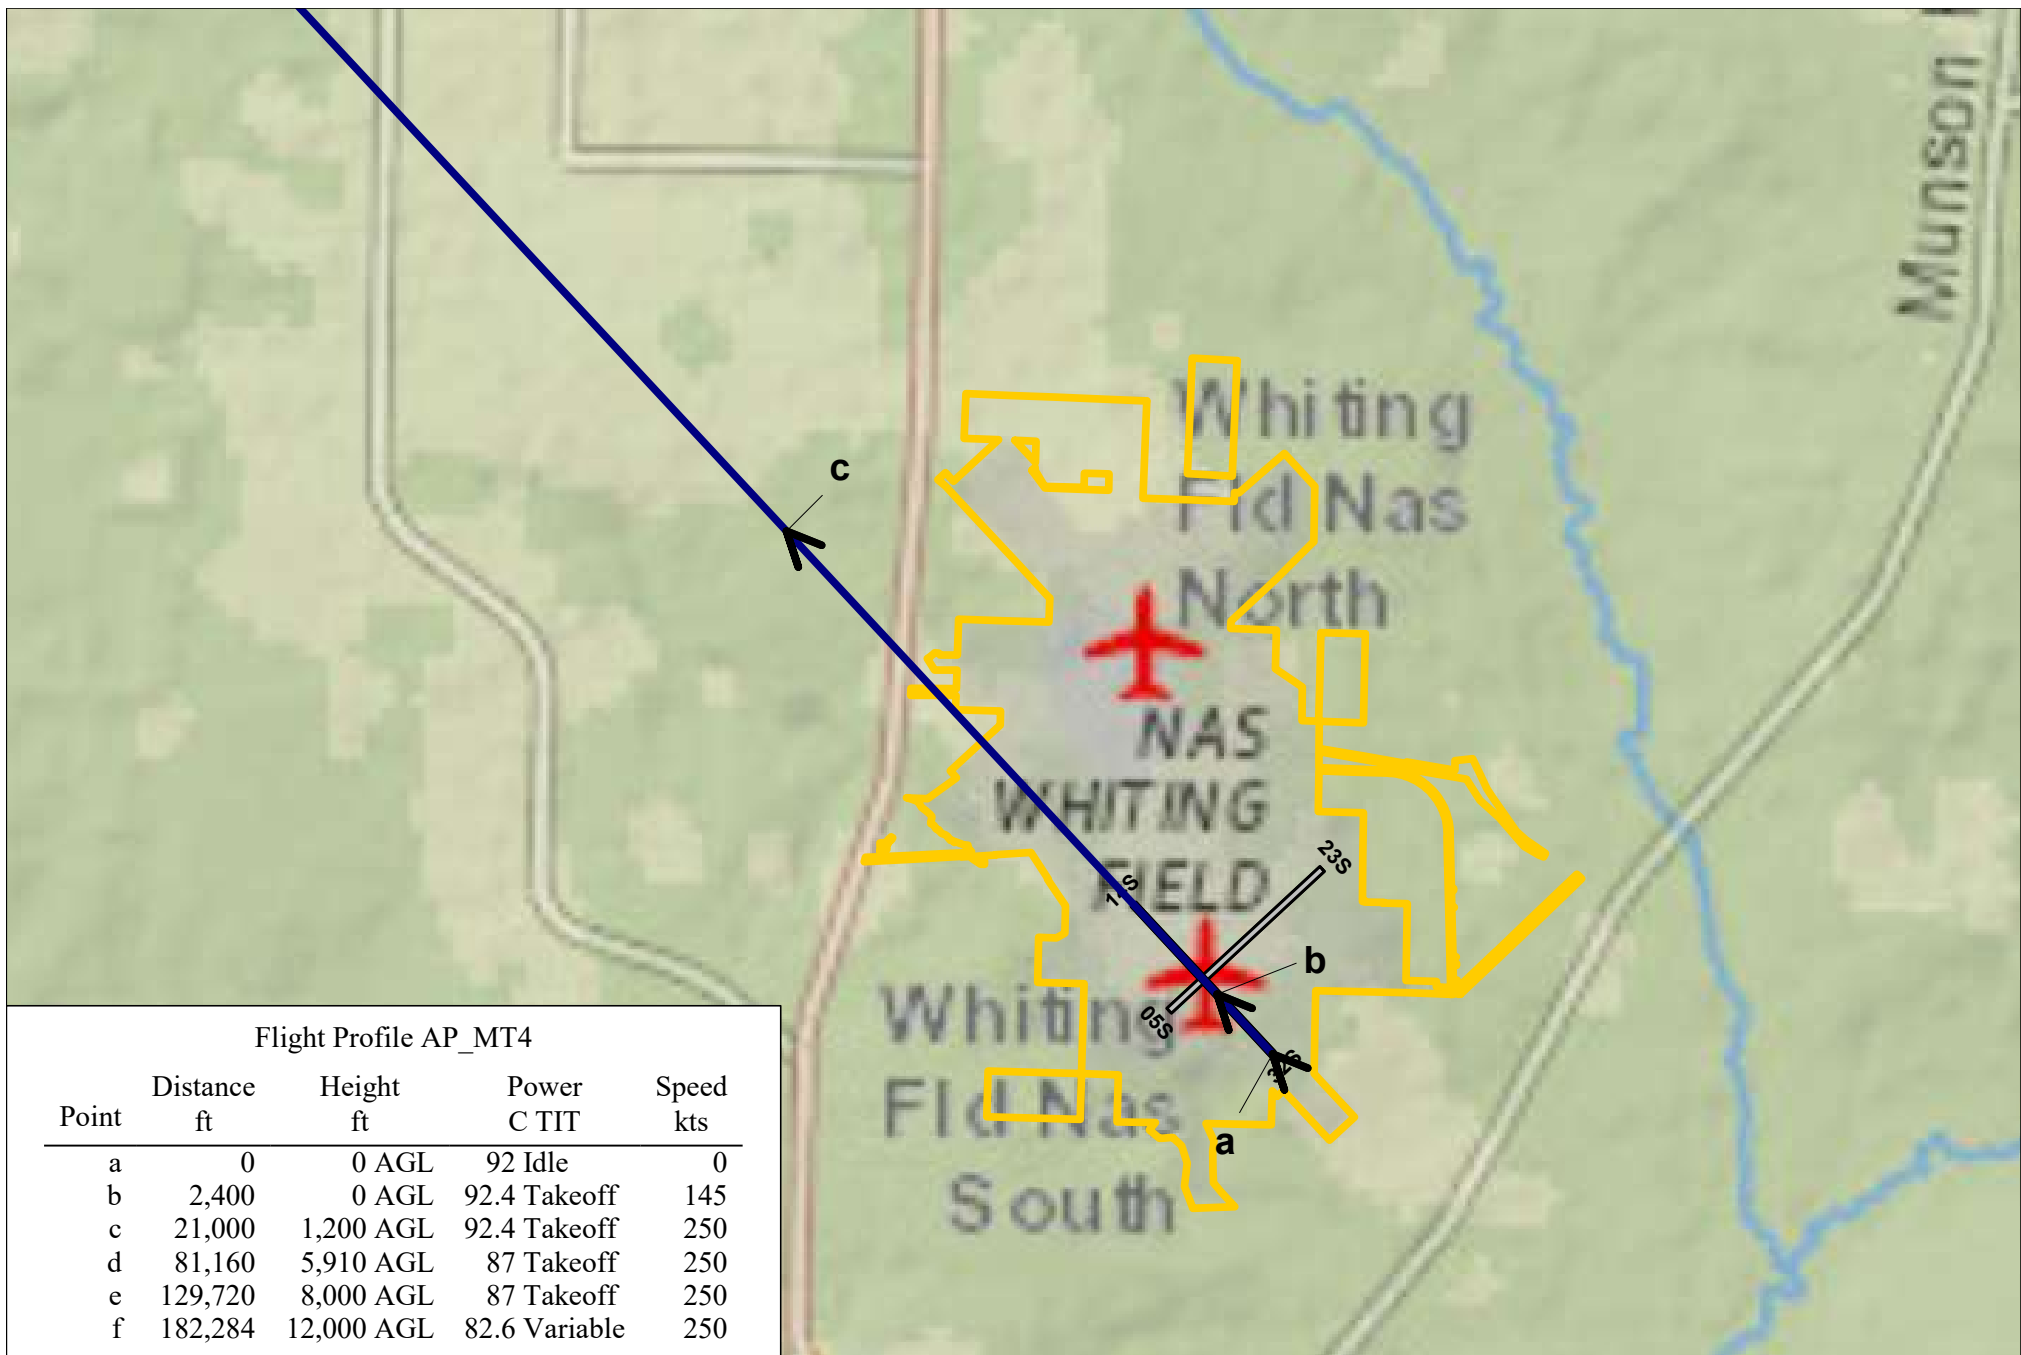 Munson
Whiting
Fld Nas
North
c
NAS
WHITING
FIELD
23S
b
05S
Whiting
Fld Nas
South
a
Flight Profile AP_MT4
Point Distance ft Height ft Power C TIT Speed kts
a 0 0 AGL 92 Idle 0
b 2,400 0 AGL 92.4 Takeoff 145
c 21,000 1,200 AGL 92.4 Takeoff 250
d 81,160 5,910 AGL 87 Takeoff 250
e 129,720 8,000 AGL 87 Takeoff 250
f 182,284 12,000 AGL 82.6 Variable 250